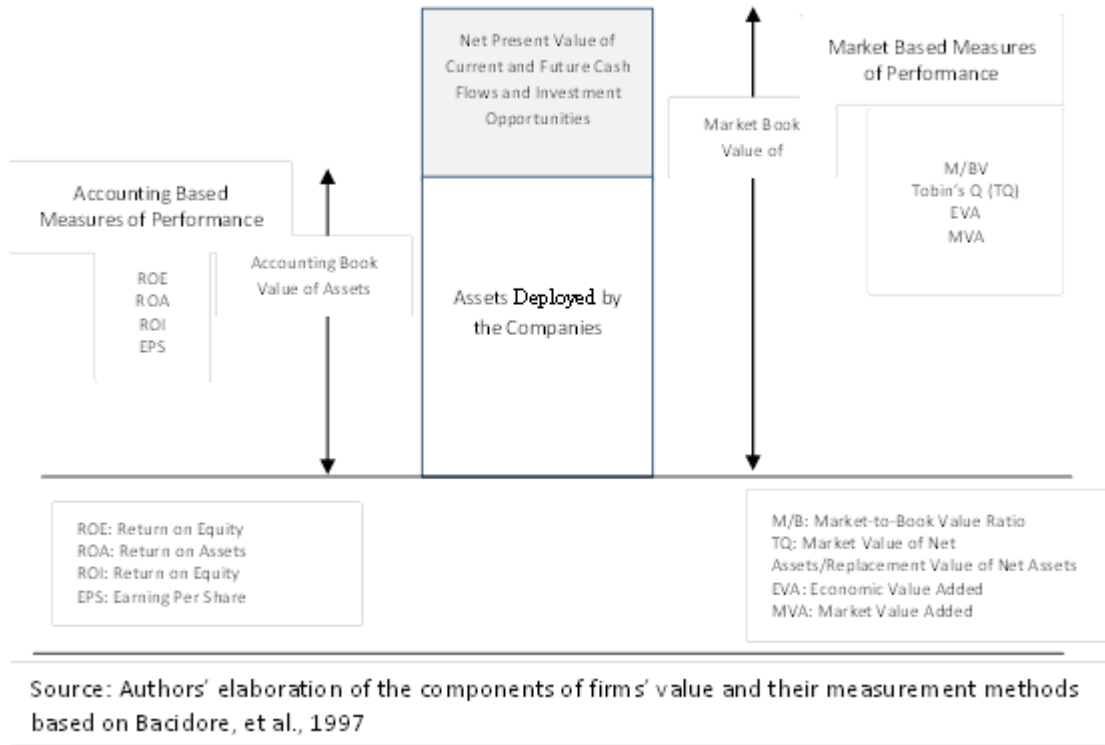 Net Present Value of
Current and Future Cash
Flows and Investment
Opportunities
Market Based Measures
of Performance
Market Book
Value of
M/BV
Tobin's Q (TQ)
EVA
MVA
Accounting Based
Measures of Performance
Accounting Book
Value of Assets
ROE
ROA
ROI
EPS
Assets Deployed by
the Companies
ROE: Return on Equity
ROA: Return on Assets
ROI: Return on Equity
EPS: Earning Per Share
M/B: Market-to-Book Value Ratio
TQ: Market Value of Net
Assets/Replacement Value of Net Assets
EVA: Economic Value Added
MVA: Market Value Added
Source: Authors' elaboration of the components of firms' value and their measurement methods
based on Bacidore, et al., 1997